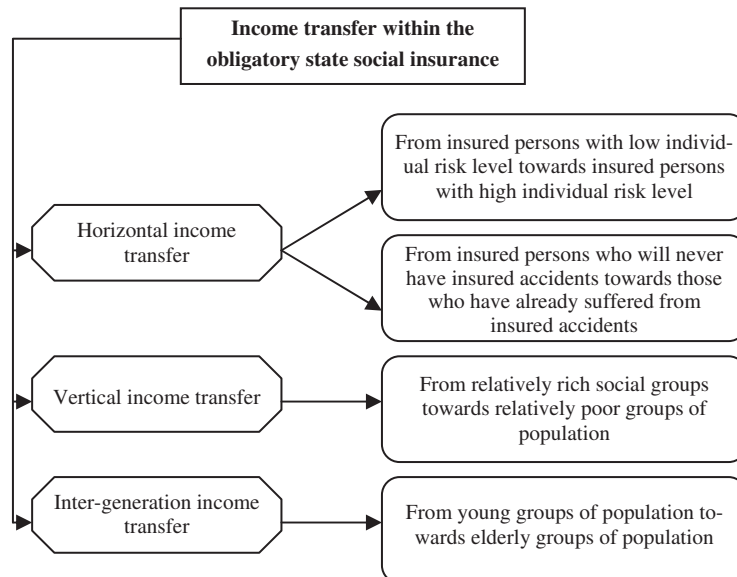 Income transfer within the
obligatory state social insurance
From insured persons with low individ-
ual risk level towards insured persons
with high individual risk level
Horizontal income
transfer
From insured persons who will never
have insured accidents towards those
who have already suffered from
insured accidents
Vertical income transfer
From relatively rich social groups
towards relatively poor groups of
population
Inter-generation income
transfer
From young groups of population to-
wards elderly groups of population